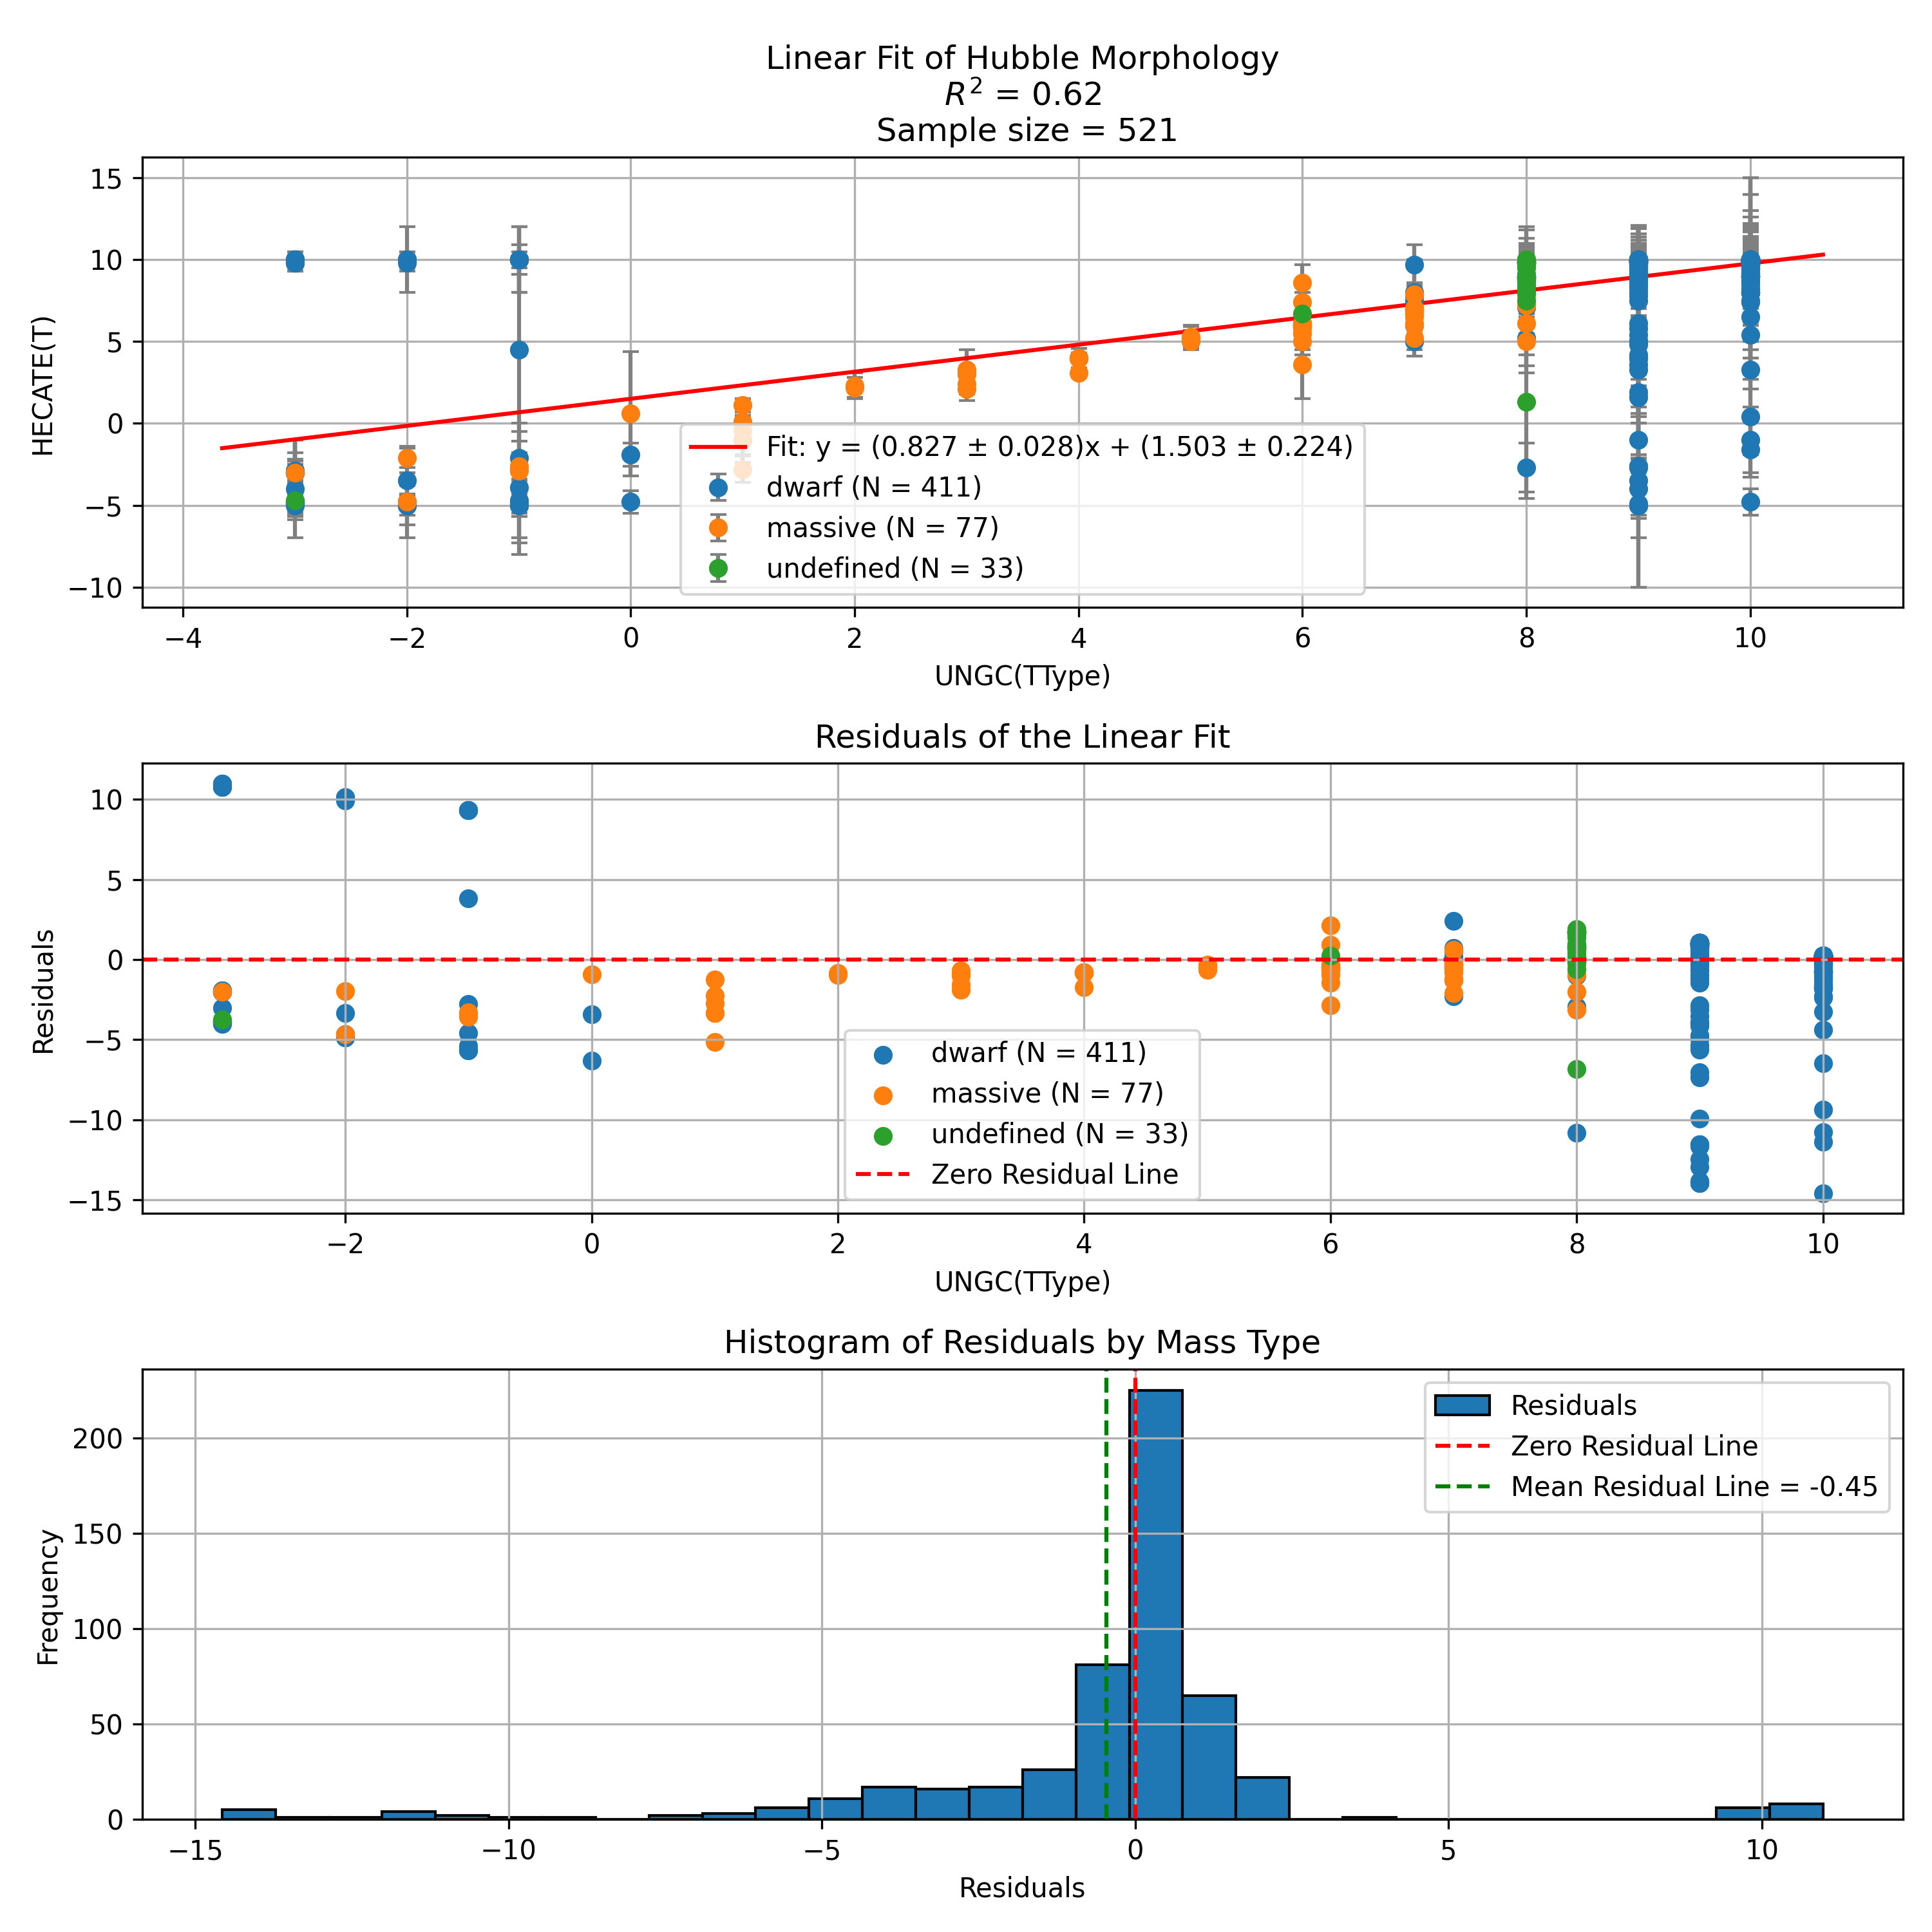 Linear Fit of Hubble Morphology
R² = 0.62
Sample size = 521
15
10
5
0
−5
−10
HECATE(T)
Fit: y = (0.827 ± 0.028)x + (1.503 ± 0.224)
dwarf (N = 411)
massive (N = 77)
undefined (N = 33)
−4 −2 0 2 4 6 8 10
UNGC(TType)
Residuals of the Linear Fit
10
5
0
−5
−10
−15
Residuals
dwarf (N = 411)
massive (N = 77)
undefined (N = 33)
Zero Residual Line
−2 0 2 4 6 8 10
UNGC(TType)
Histogram of Residuals by Mass Type
200
150
100
50
0
Frequency
Residuals
Zero Residual Line
Mean Residual Line = -0.45
−15 −10 −5 0 5 10
Residuals